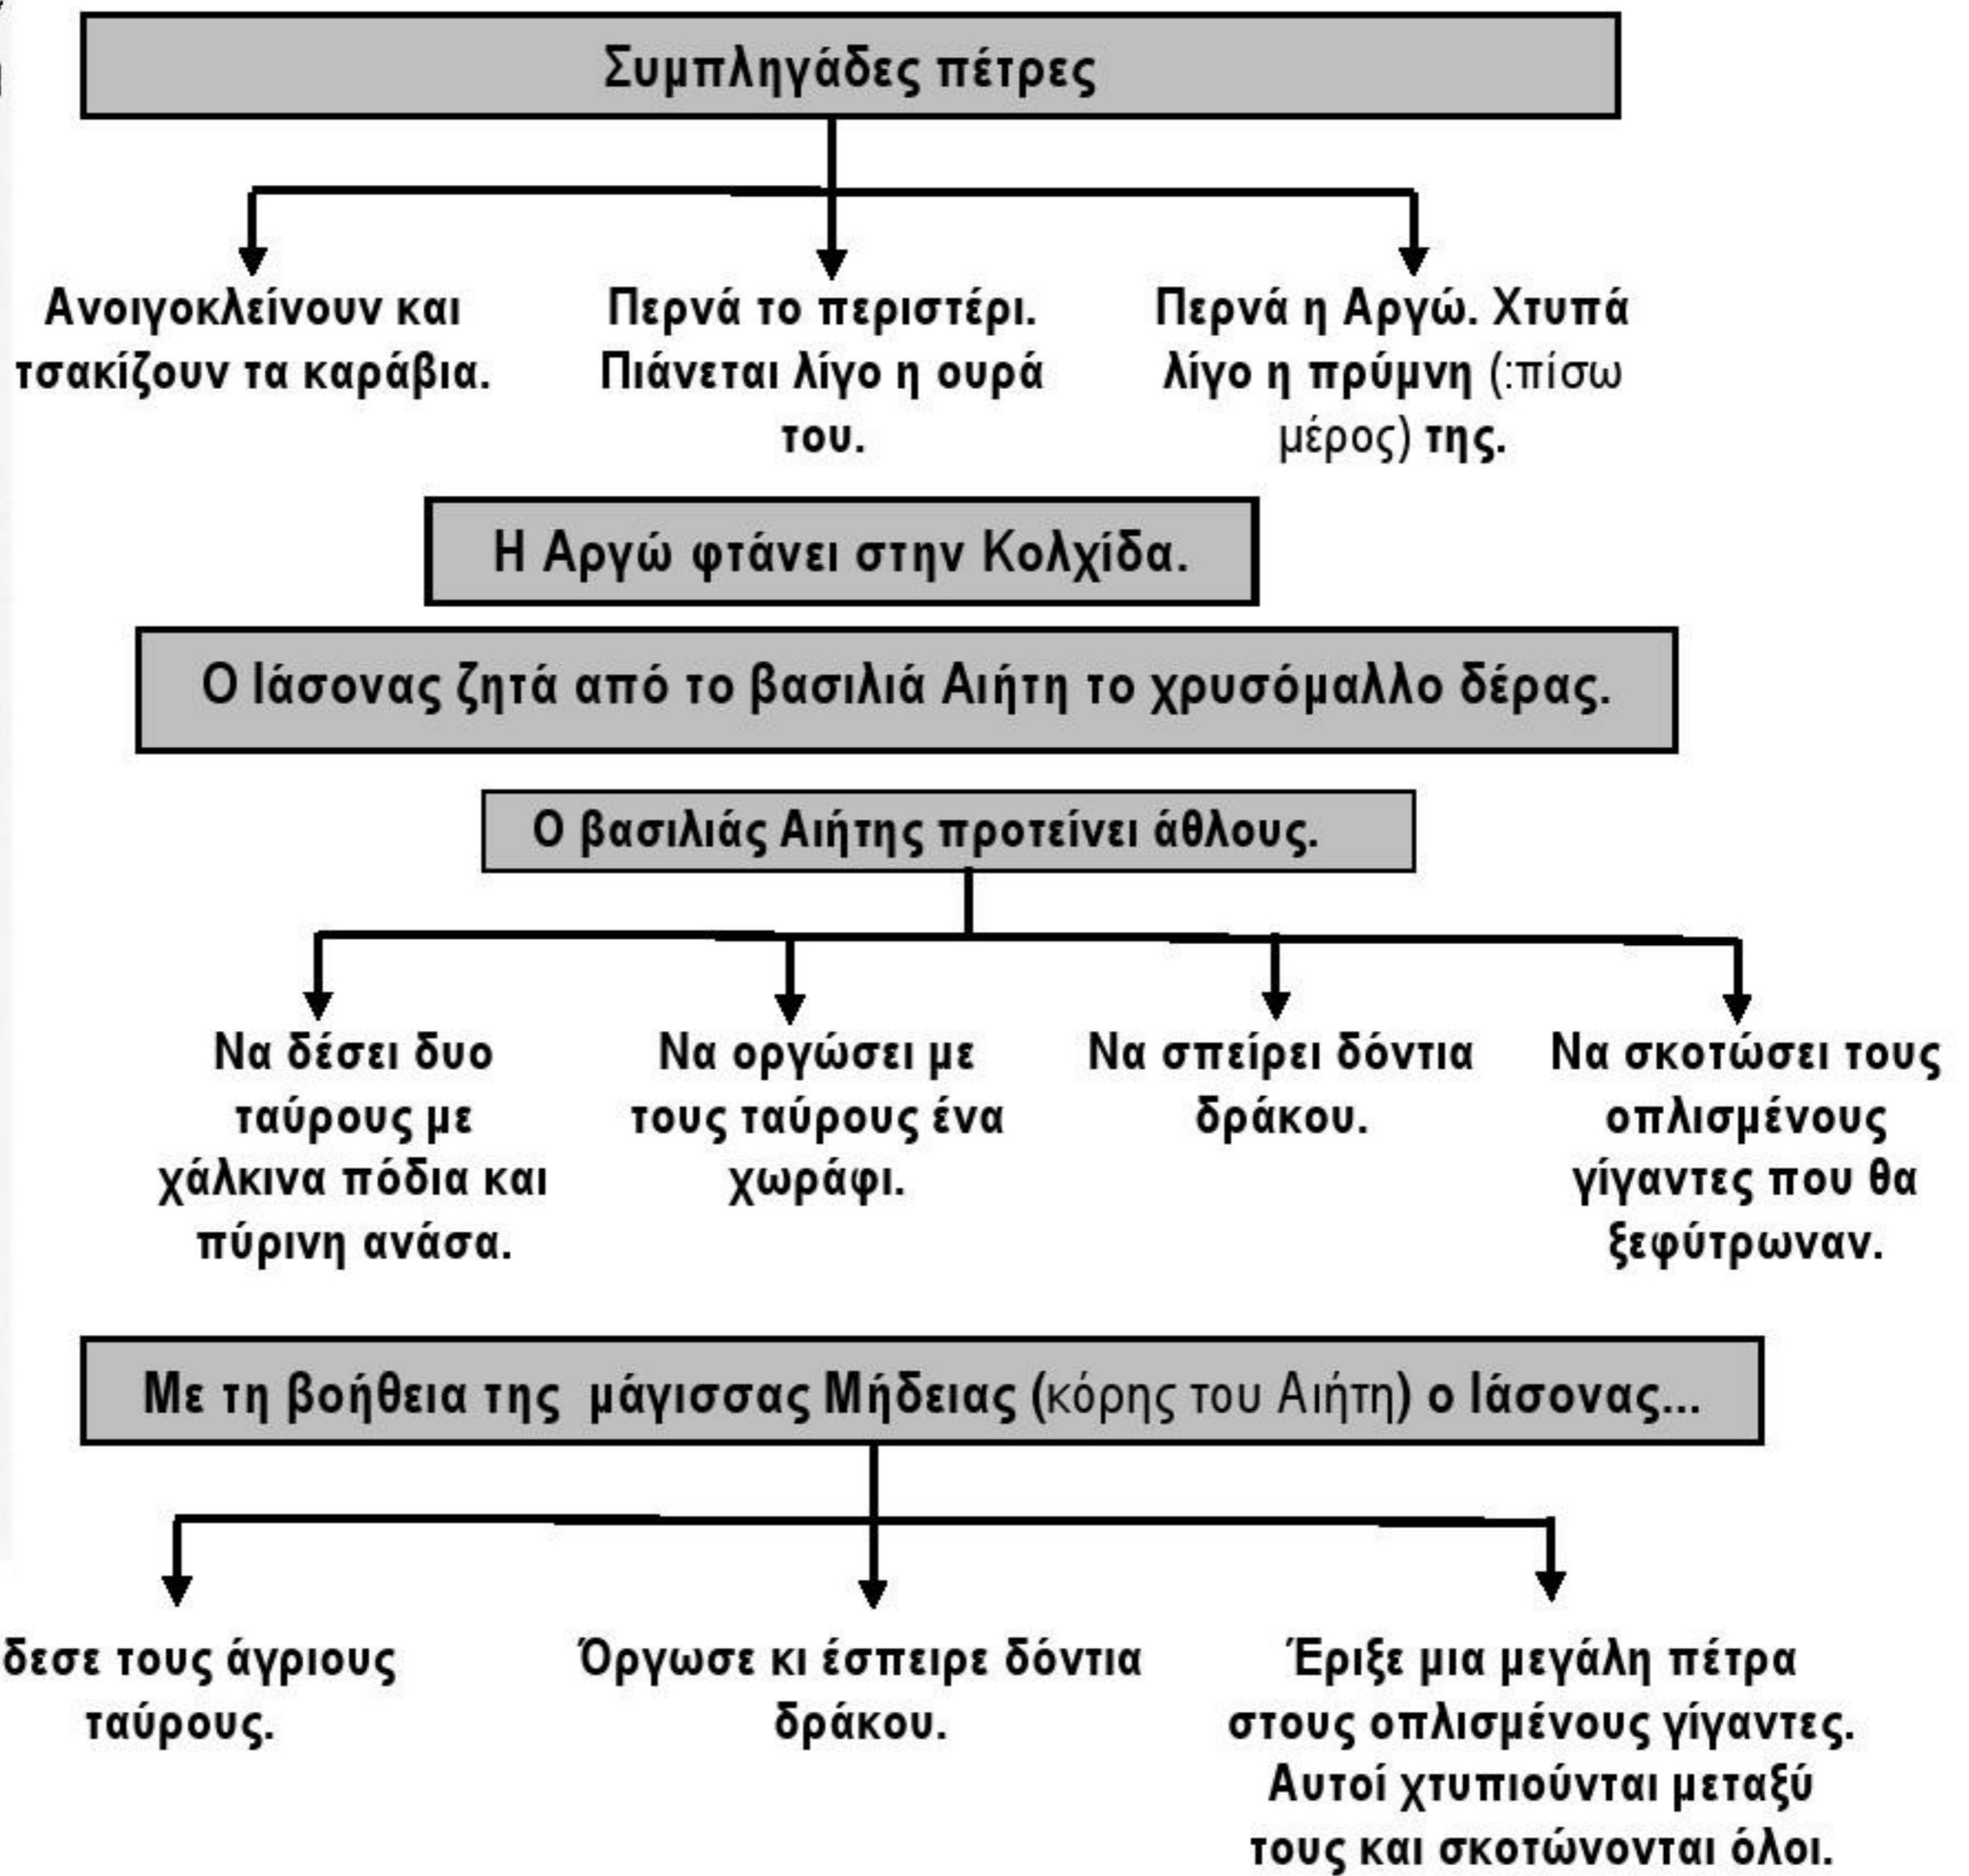 Συμπληγάδες πέτρες
Ανοιγοκλείνουν και
τσακίζουν τα καράβια.
Περνά το περιστέρι.
Πιάνεται λίγο η ουρά
του.
Περνά η Αργώ. Χτυπά
λίγο η πρύμνη (:πίσω
μέρος) της.
Η Αργώ φτάνει στην Κολχίδα.
Ο Ιάσονας ζητά από το βασιλιά Αιήτη το χρυσόμαλλο δέρας.
Ο βασιλιάς Αιήτης προτείνει άθλους.
Να δέσει δυο
ταύρους με
χάλκινα πόδια και
πύρινη ανάσα.
Να οργώσει με
τους ταύρους ένα
χωράφι.
Να σπείρει δόντια
δράκου.
Να σκοτώσει τους
οπλισμένους
γίγαντες που θα
ξεφύτρωναν.
Με τη βοήθεια της μάγισσας Μήδειας (κόρης του Αιήτη) ο Ιάσονας...
δεσε τους άγριους
ταύρους.
Όργωσε κι έσπειρε δόντια
δράκου.
Έριξε μια μεγάλη πέτρα
στους οπλισμένους γίγαντες.
Αυτοί χτυπιούνται μεταξύ
τους και σκοτώνονται όλοι.